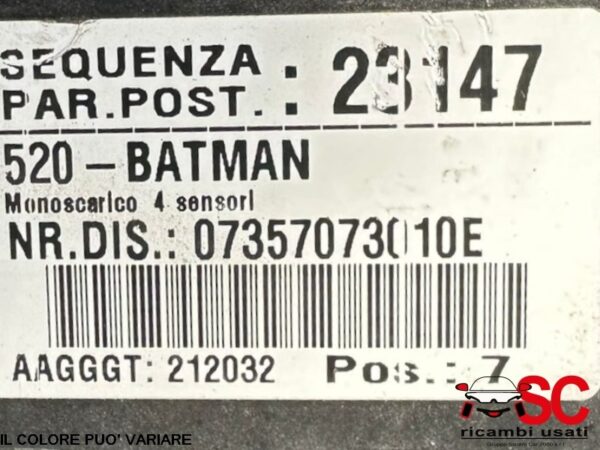 SEQUENZA
PAR.POST. : 23147
520-BATMAN
Monoscarico 4 sensori
NR.DIS.: 07357073010E
AAGGGT: 212032 Pos.: 7
SC
ricambi usati
IL COLORE PUO' VARIARE